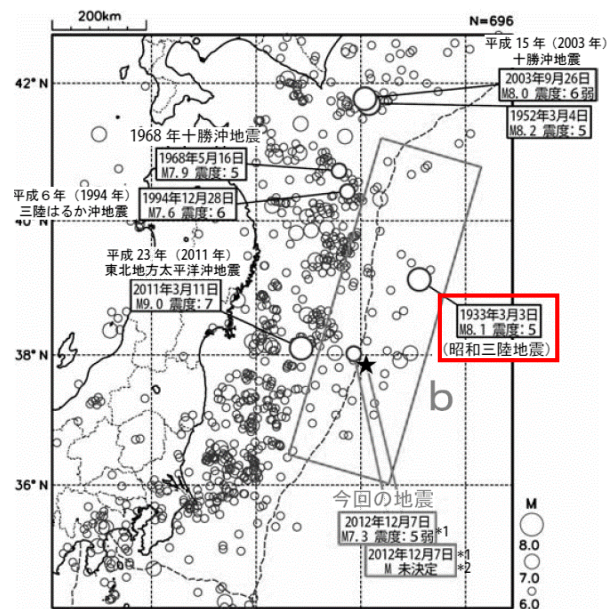 200km
N=696
平成 15 年 (2003 年)
十勝沖地震
42° N
2003年9月26日
M8.0 震度：6弱
1952年3月4日
M8.2 震度：5
1968 年十勝沖地震
1968年5月16日
M7.9 震度：5
平成 6 年 (1994 年)
三陸はるか沖地震
1994年12月28日
M7.6 震度：6
40° N
平成 23 年 (2011 年)
東北地方太平洋沖地震
2011年3月11日
M9.0 震度：7
1933年3月3日
M8.1 震度：5
(昭和三陸地震)
38° N
b
36° N
今回の地震
2012年12月7日
M7.3 震度：5弱 *1
2012年12月7日 *1
M 未決定 *2
M
8.0
7.0
6.0